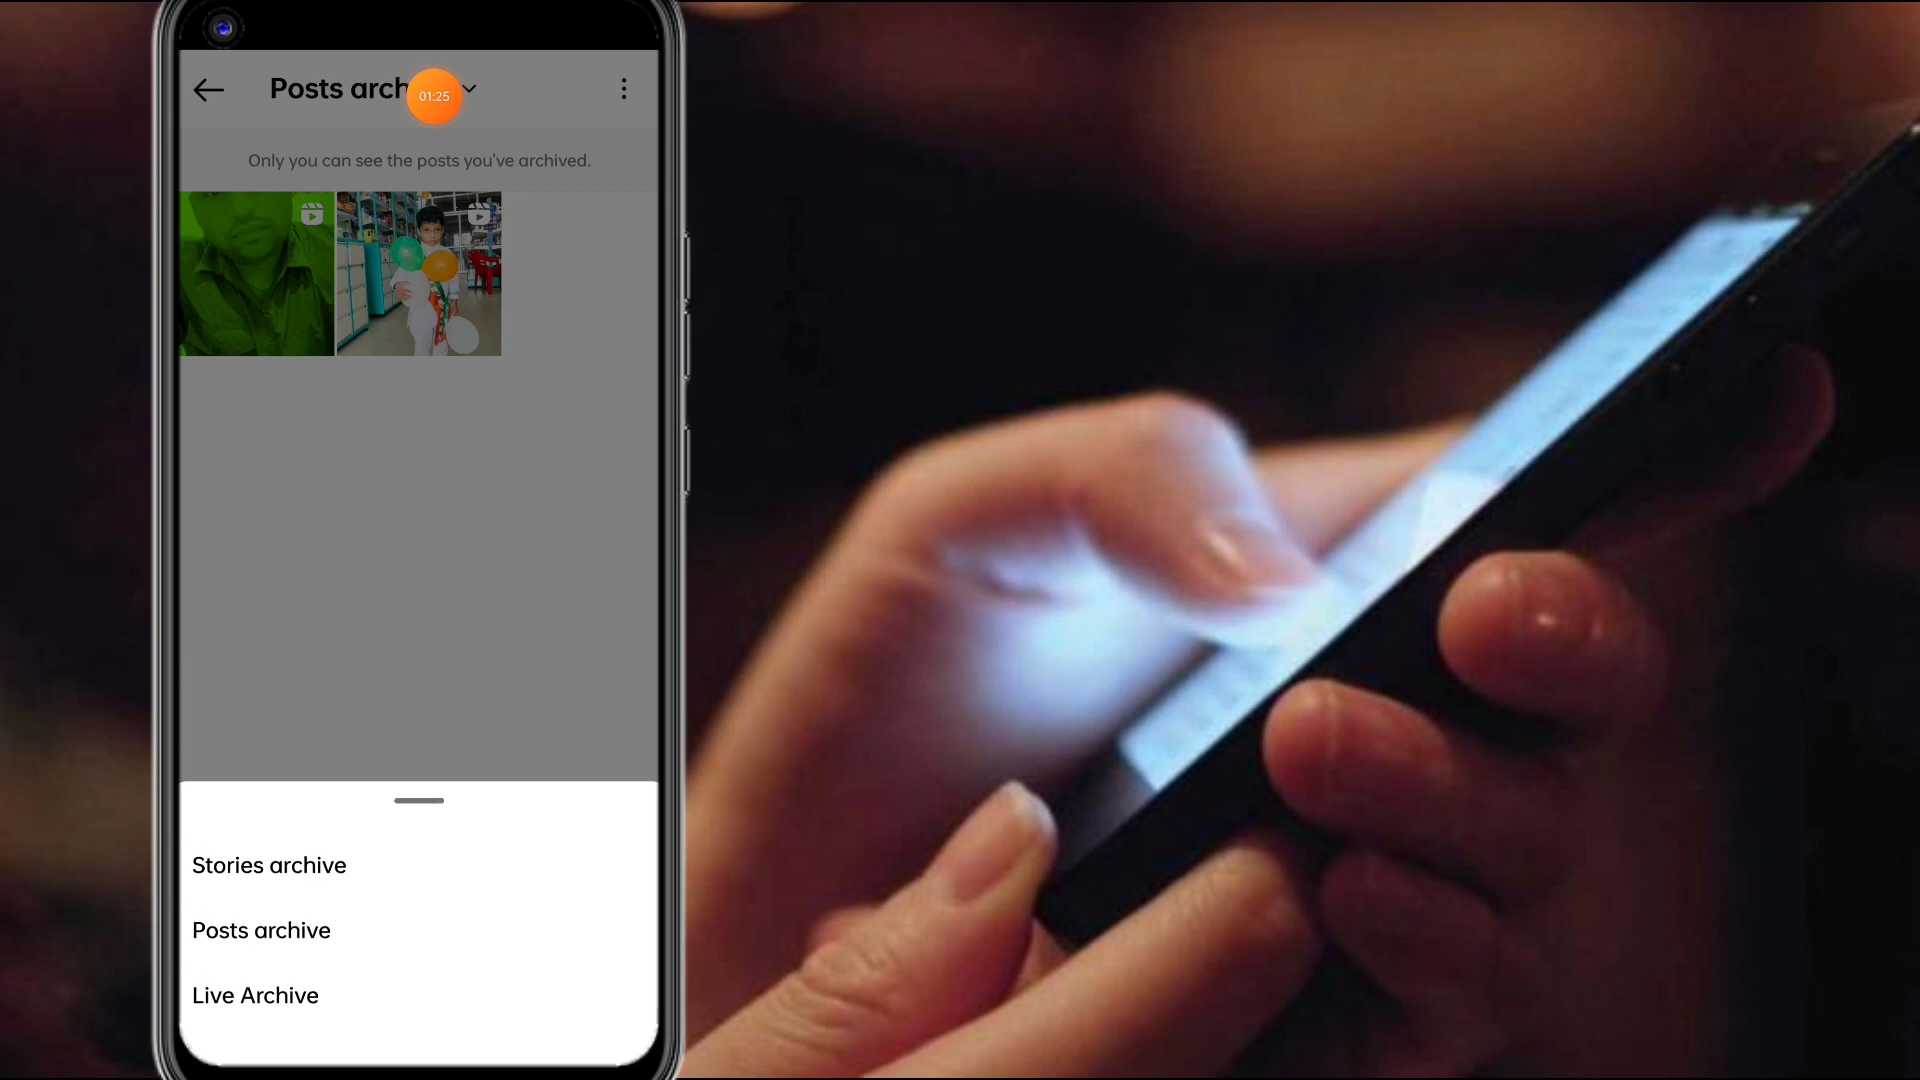 Posts arch
01:25
Only you can see the posts you've archived.
Stories archive
Posts archive
Live Archive